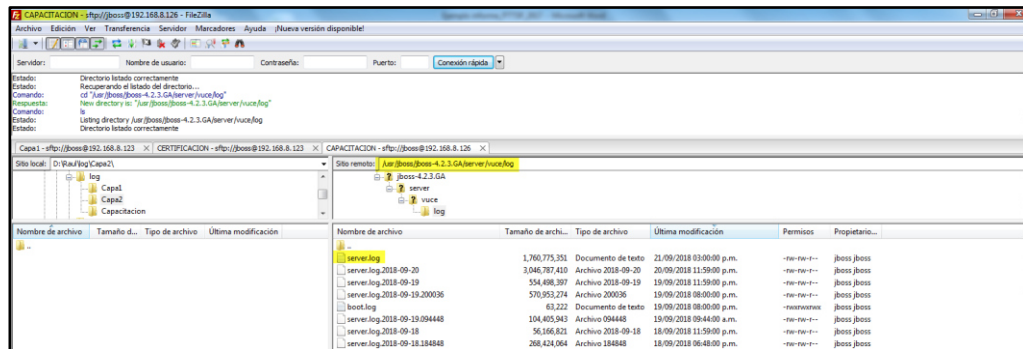 CAPACITACION - sftp://jboss@192.168.8.126 - FileZilla
Archivo Edición Ver Transferencia Servidor Marcadores Ayuda ¡Nueva versión disponible!
Servidor: Nombre de usuario: Contraseña: Puerto: Conexión rápida
Estado: Directorio listado correctamente
Estado: Recuperando el listado del directorio...
Comando: cd "/usr/jboss/jboss-4.2.3.GA/server/vuce/log"
Respuesta: New directory is: "/usr/jboss/jboss-4.2.3.GA/server/vuce/log"
Comando: ls
Estado: Listing directory /usr/jboss/jboss-4.2.3.GA/server/vuce/log
Estado: Directorio listado correctamente
Capa1 - sftp://jboss@192.168.8.123 CERTIFICACION - sftp://jboss@192.168.8.123 CAPACITACION - sftp://jboss@192.168.8.126
Sitio local: D:\Raul\log\Capa2\ Sitio remoto: /usr/jboss/jboss-4.2.3.GA/server/vuce/log
log jboss-4.2.3.GA
Capa1 server
Capa2 vuce
Capacitacion log
Nombre de archivo Tamaño d... Tipo de archivo Última modificación Nombre de archivo Tamaño de archi... Tipo de archivo Última modificación Permisos Propietario...
.. ..
server.log 1,760,775,351 Documento de texto 21/09/2018 03:00:00 p.m. -rw-rw-r-- jboss jboss
server.log.2018-09-20 3,046,787,410 Archivo 2018-09-20 20/09/2018 11:59:00 p.m. -rw-rw-r-- jboss jboss
server.log.2018-09-19 554,498,397 Archivo 2018-09-19 19/09/2018 11:59:00 p.m. -rw-rw-r-- jboss jboss
server.log.2018-09-19.200036 570,953,274 Archivo 200036 19/09/2018 08:00:00 p.m. -rw-rw-r-- jboss jboss
boot.log 63,222 Documento de texto 19/09/2018 08:00:00 p.m. -rwxrwxrwx jboss jboss
server.log.2018-09-19.094448 104,405,943 Archivo 094448 19/09/2018 09:44:00 a.m. -rw-rw-r-- jboss jboss
server.log.2018-09-18 56,166,821 Archivo 2018-09-18 18/09/2018 11:59:00 p.m. -rw-rw-r-- jboss jboss
server.log.2018-09-18.184848 268,424,064 Archivo 184848 18/09/2018 06:48:00 p.m. -rw-rw-r-- jboss jboss